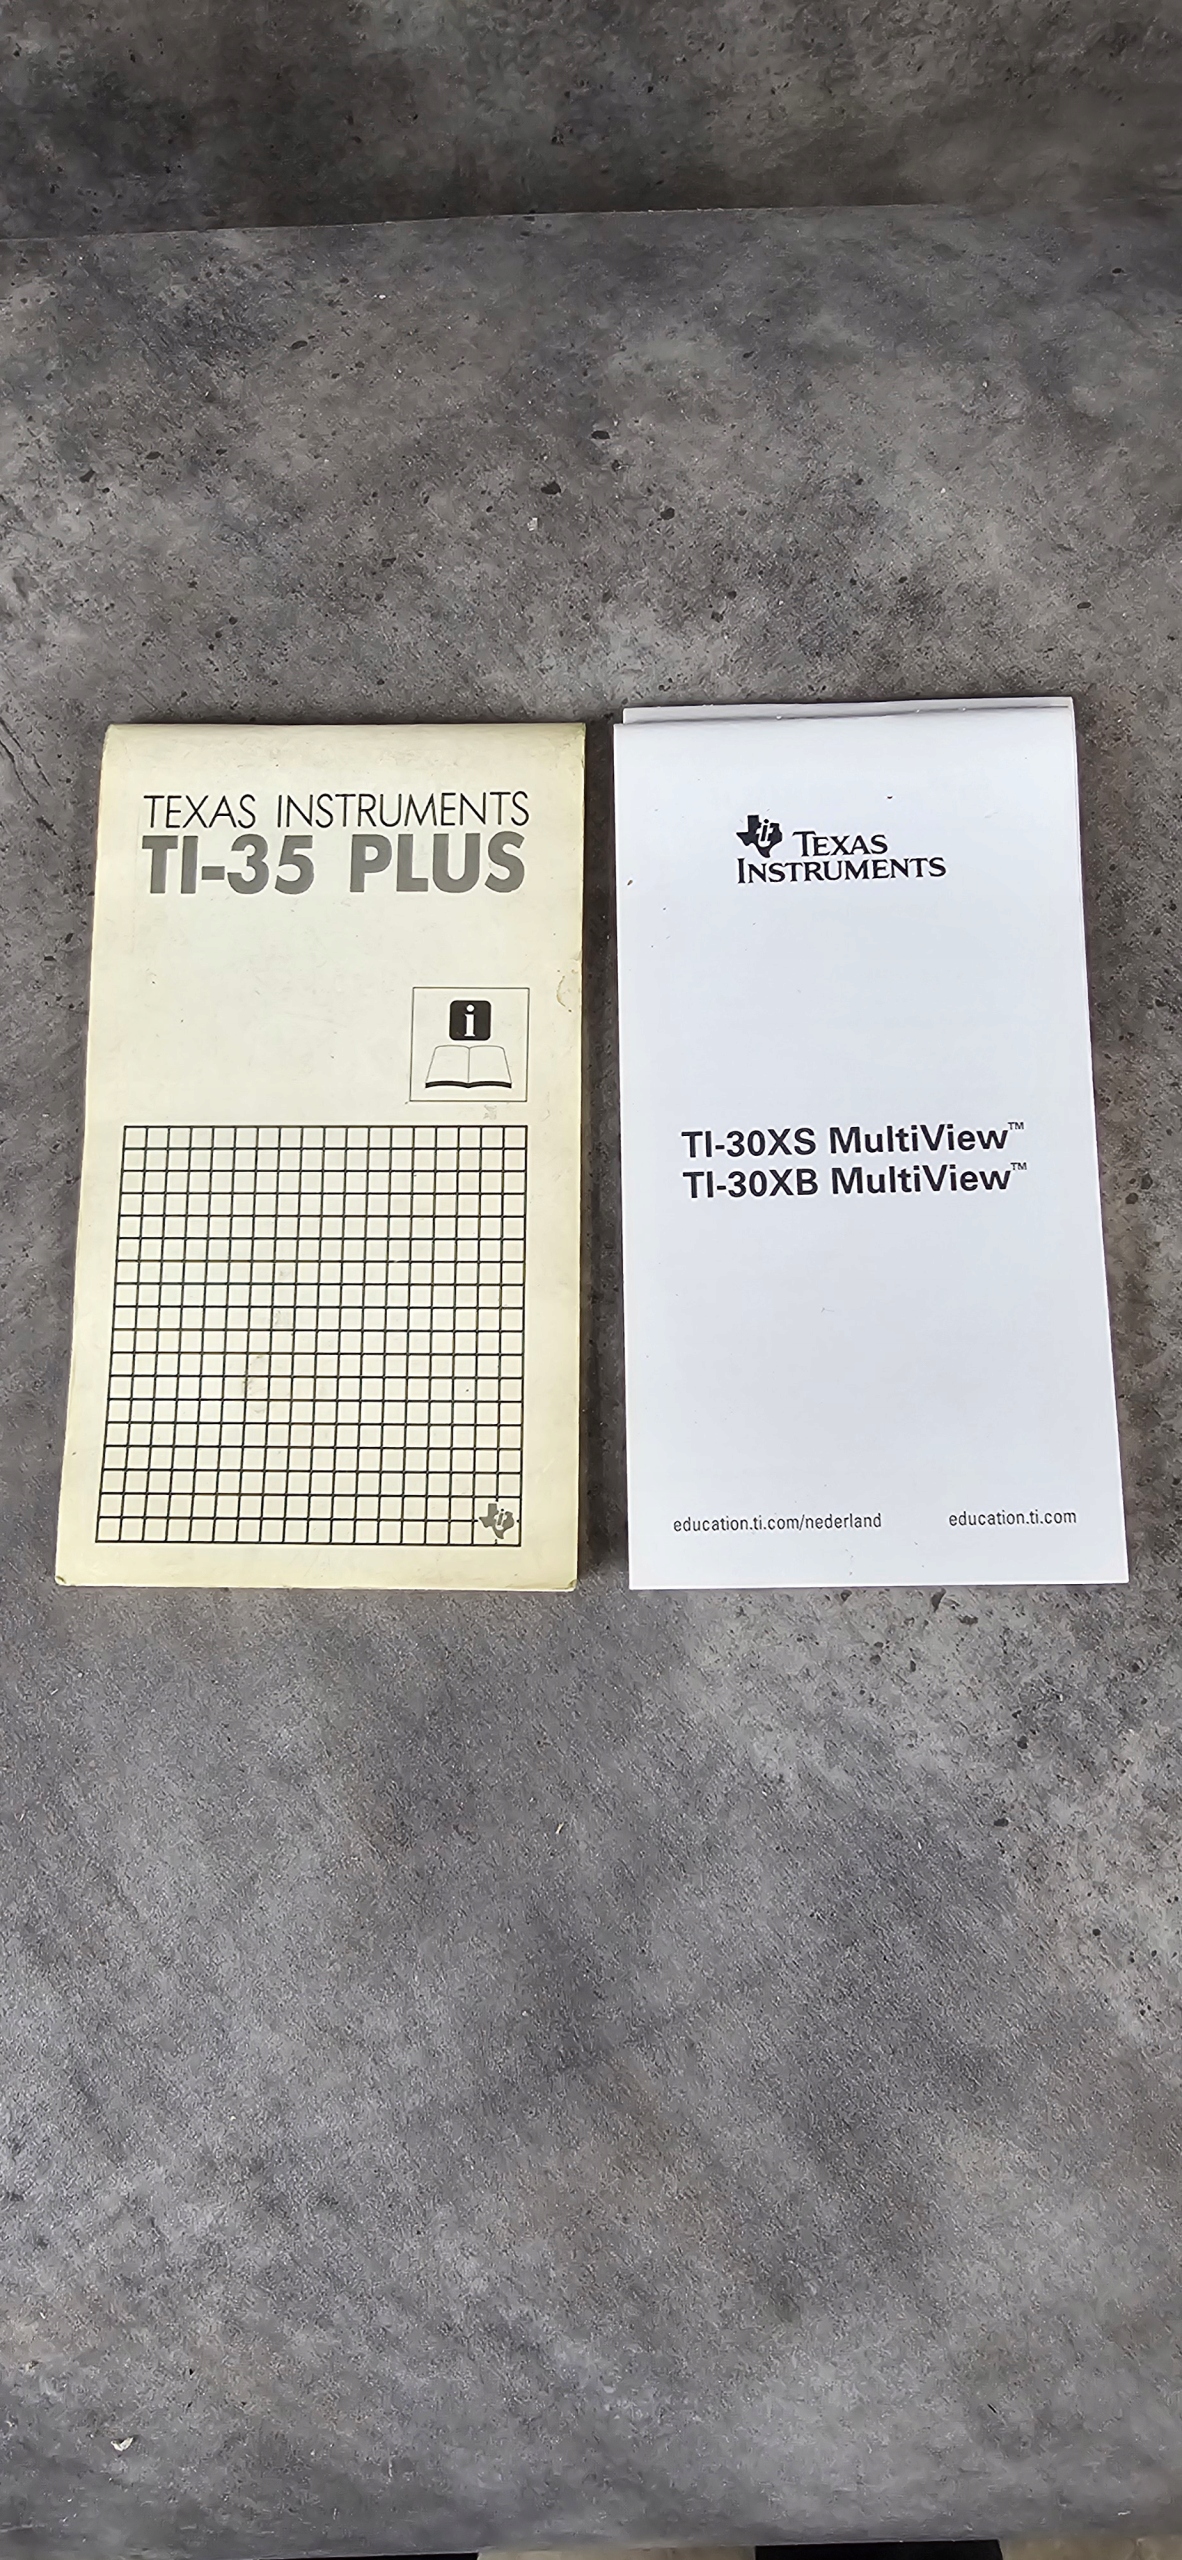 TEXAS INSTRUMENTS
TI-35 PLUS
i
TEXAS
INSTRUMENTS
TI-30XS MultiView™
TI-30XB MultiView™
education.ti.com/nederland
education.ti.com